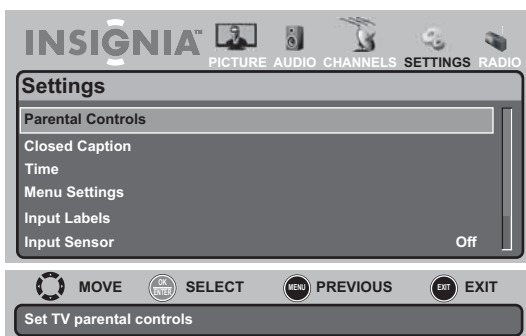 INSIGNIA™
PICTURE AUDIO CHANNELS SETTINGS RADIO
Settings
Parental Controls
Closed Caption
Time
Menu Settings
Input Labels
Input Sensor Off
MOVE OK ENTER SELECT MENU PREVIOUS EXIT EXIT
Set TV parental controls